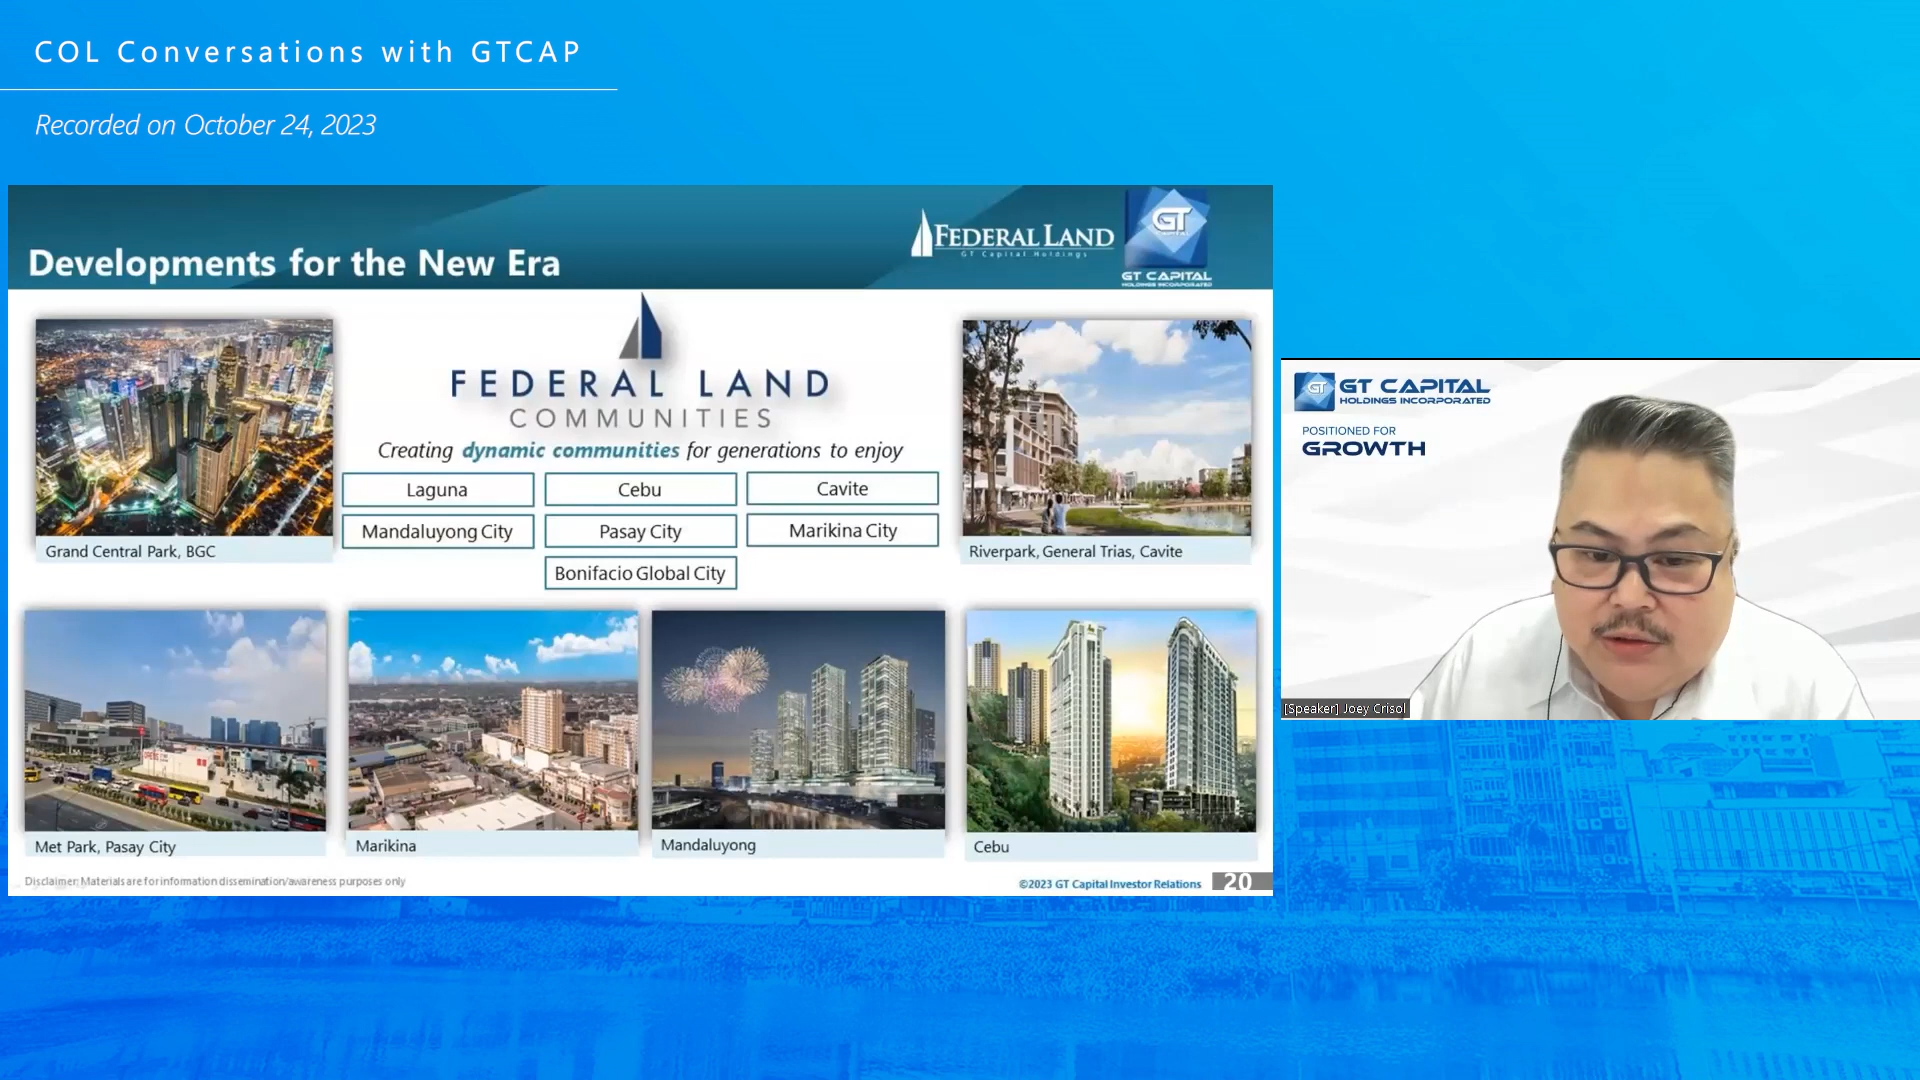 COL Conversations with GTCAP
Recorded on October 24, 2023
Developments for the New Era
FEDERAL LAND
GT Capital Holdings
GT
GT CAPITAL
HOLDINGS INCORPORATED
FEDERAL LAND
COMMUNITIES
Creating dynamic communities for generations to enjoy
Laguna
Cebu
Cavite
Mandaluyong City
Pasay City
Marikina City
Bonifacio Global City
Grand Central Park, BGC
Riverpark, General Trias, Cavite
Met Park, Pasay City
Marikina
Mandaluyong
Cebu
Disclaimer: Materials are for information dissemination/awareness purposes only
©2023 GT Capital Investor Relations
20
GT
GT CAPITAL
HOLDINGS INCORPORATED
POSITIONED FOR
GROWTH
[Speaker] Joey Crisol